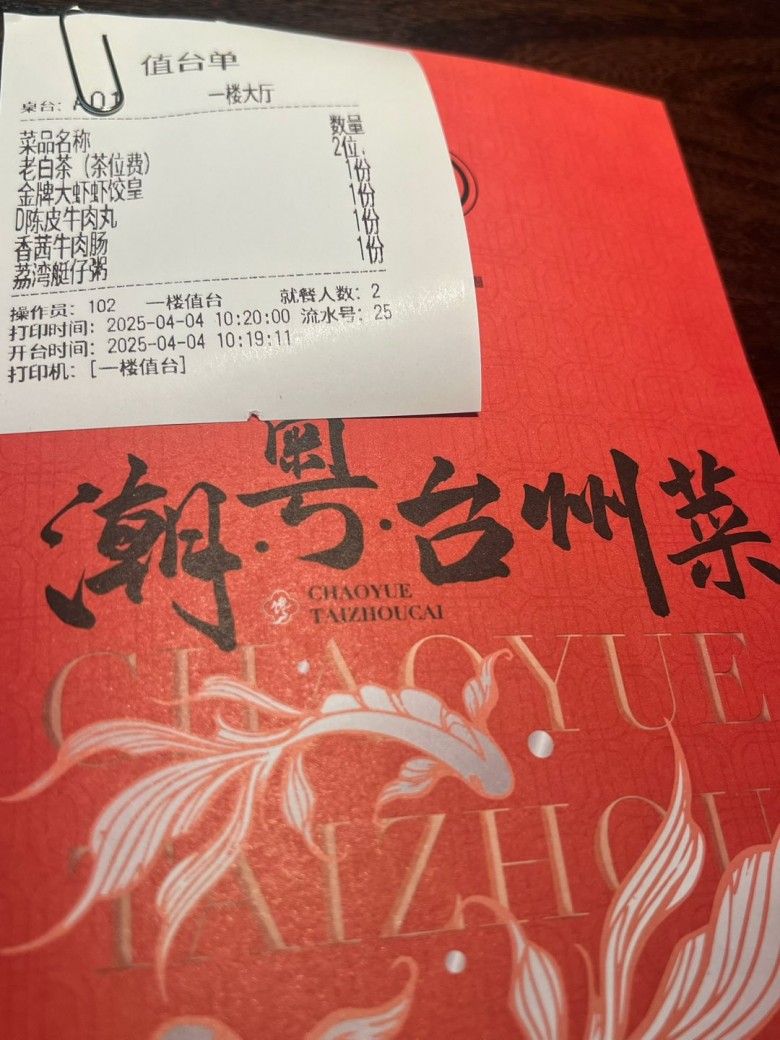 值台单
桌台: A01 一楼大厅
菜品名称 数量
老白茶（茶位费） 2位
金牌大虾虾饺皇 1份
D陈皮牛肉丸 1份
香茜牛肉肠 1份
荔湾艇仔粥 1份
操作员: 102 一楼值台 就餐人数: 2
打印时间: 2025-04-04 10:20:00 流水号: 25
开台时间: 2025-04-04 10:19:11
打印机: [一楼值台]
潮·粤·台州菜
CHAOYUE
TAIZHOUCAI
CHAOYUE
TAIZHOU